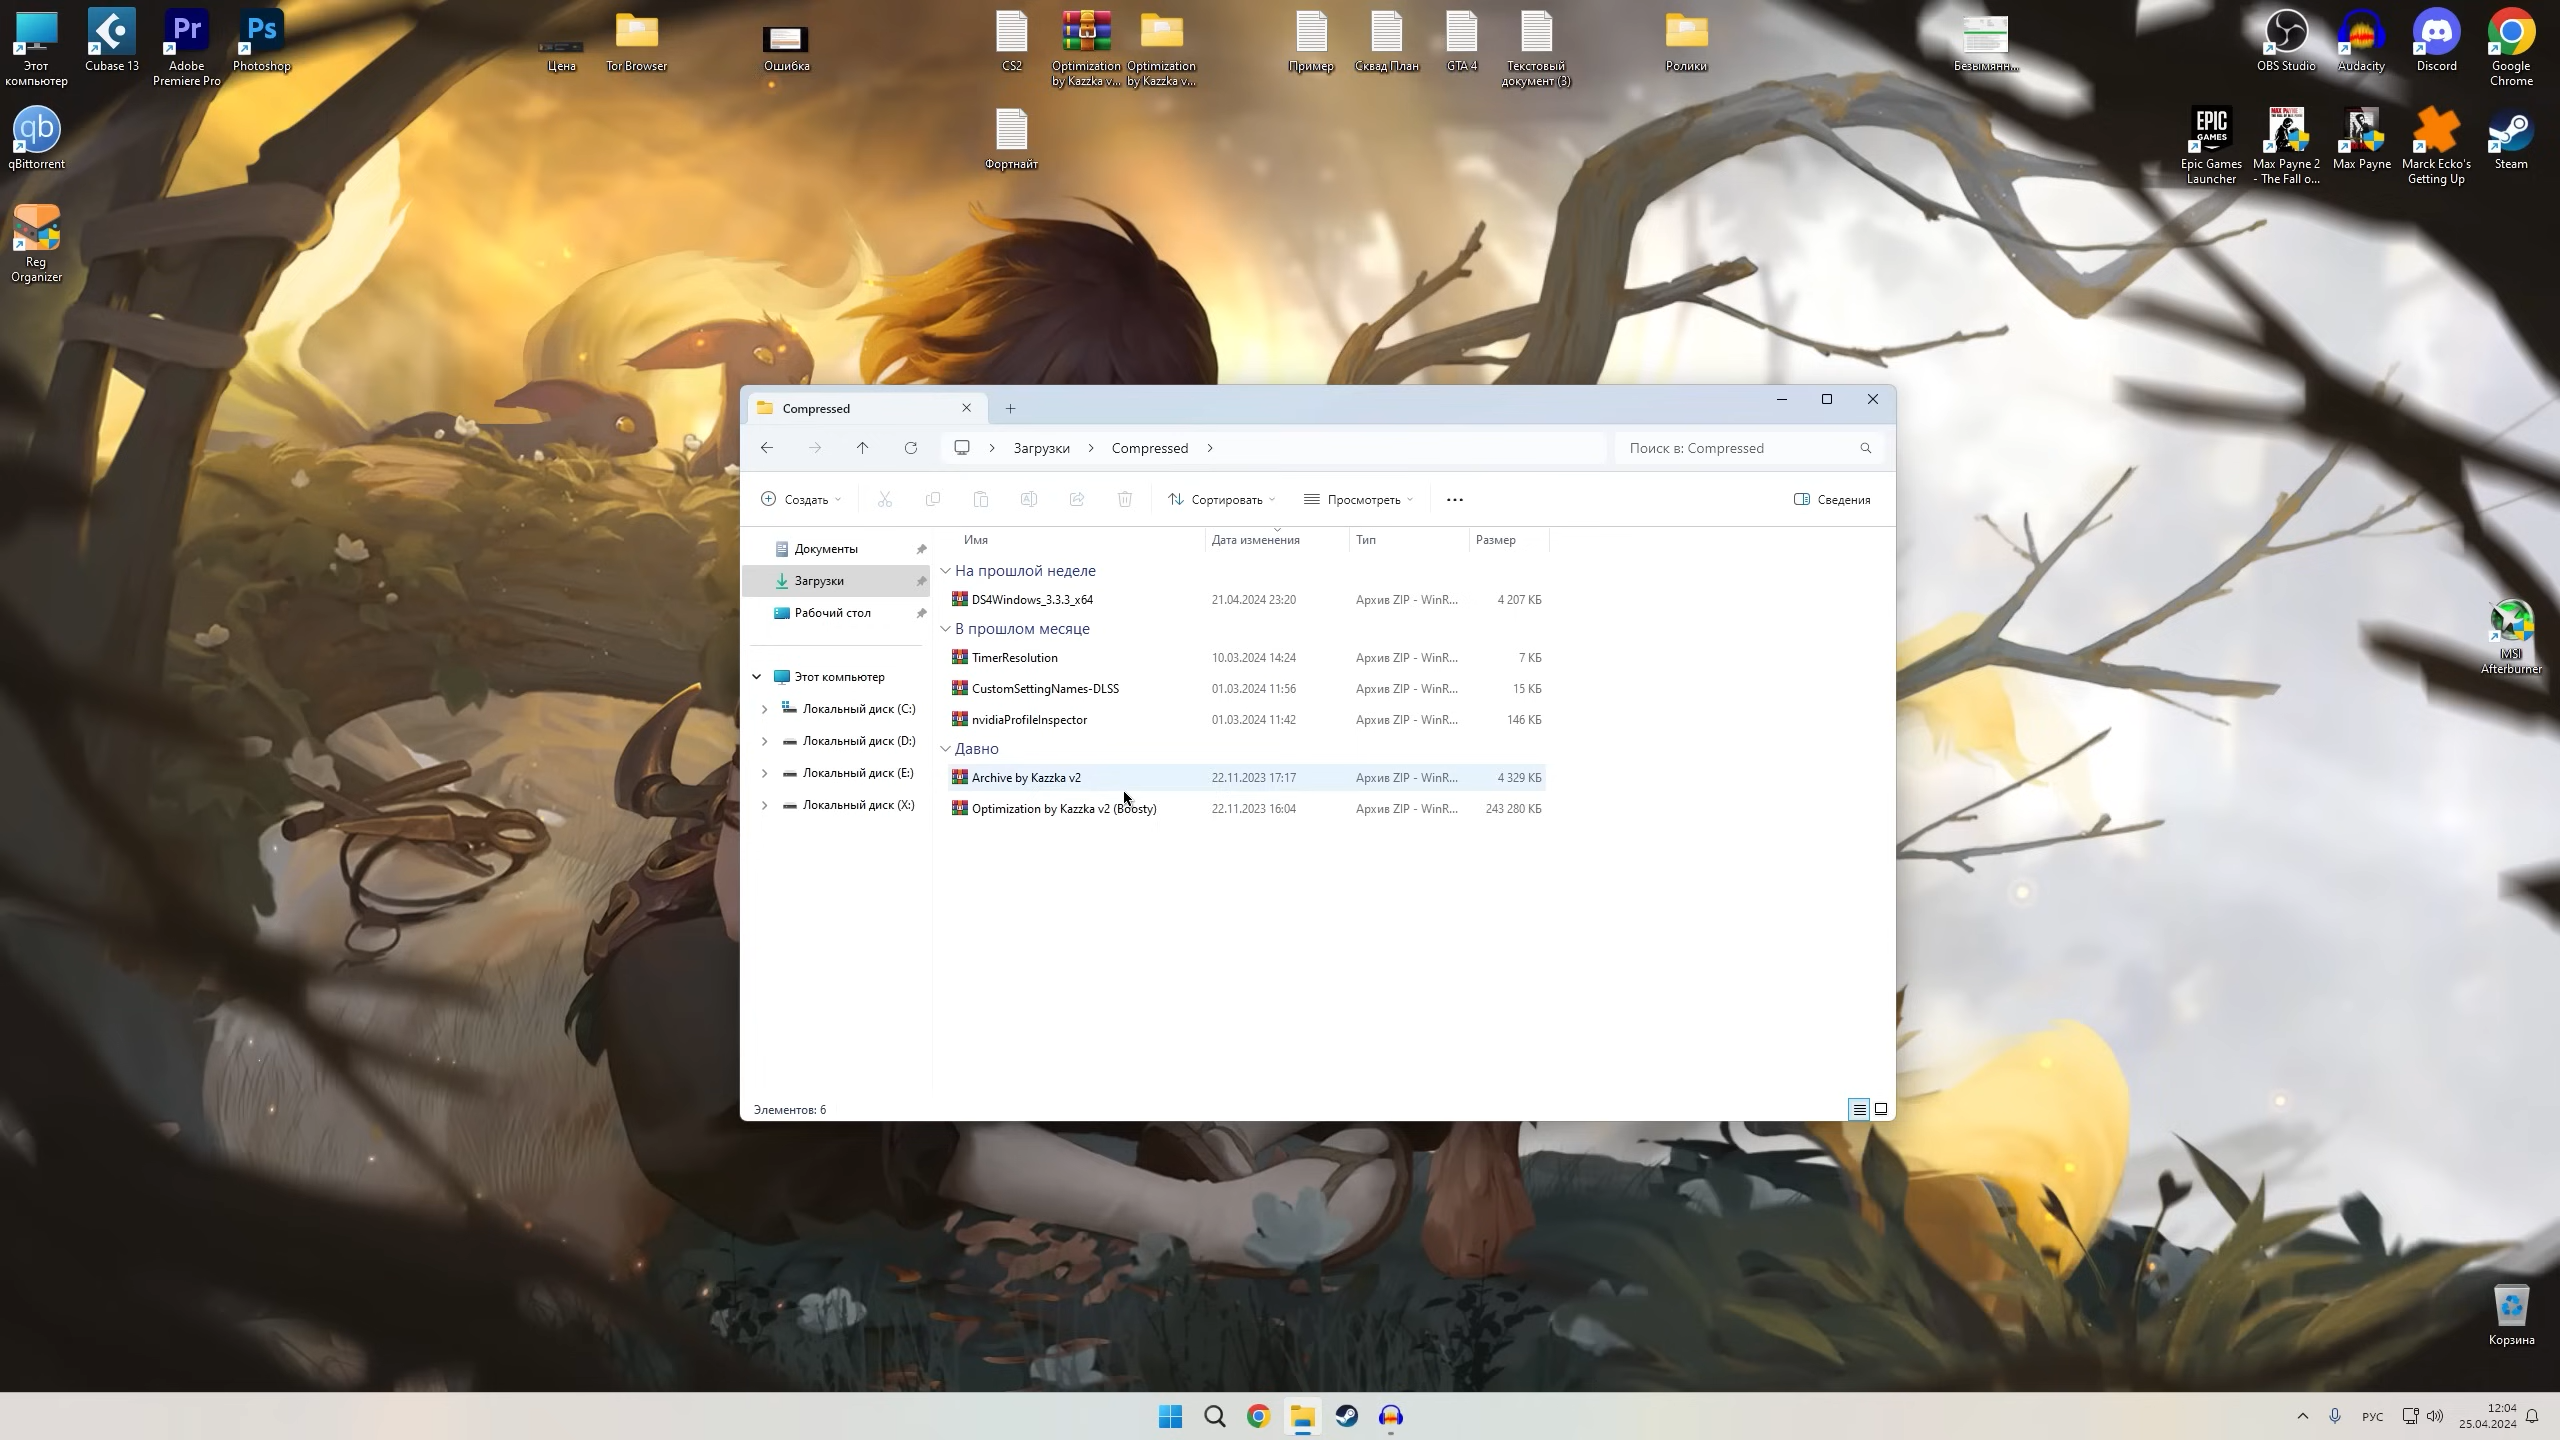 Этот
компьютер
Cubase 13
Adobe
Premiere Pro
Photoshop
Цена
Tor Browser
Ошибка
CS2
Optimization
by Kazzka v...
Optimization
by Kazzka v...
Пример
Сквад План
GTA 4
Текстовый
документ (3)
Ролики
Безымянн...
OBS Studio
Audacity
Discord
Google
Chrome
qBittorrent
Фортнайт
Epic Games
Launcher
Max Payne 2
- The Fall o...
Max Payne
Marck Ecko's
Getting Up
Steam
Reg
Organizer
Compressed
Загрузки
Compressed
Поиск в: Compressed
Создать
Сортировать
Просмотреть
Сведения
Документы
Загрузки
Рабочий стол
Этот компьютер
Локальный диск (C:)
Локальный диск (D:)
Локальный диск (E:)
Локальный диск (X:)
Имя Дата изменения Тип Размер
На прошлой неделе
DS4Windows_3.3.3_x64 21.04.2024 23:20 Архив ZIP - WinR... 4 207 КБ
В прошлом месяце
TimerResolution 10.03.2024 14:24 Архив ZIP - WinR... 7 КБ
CustomSettingNames-DLSS 01.03.2024 11:56 Архив ZIP - WinR... 15 КБ
nvidiaProfileInspector 01.03.2024 11:42 Архив ZIP - WinR... 146 КБ
Давно
Archive by Kazzka v2 22.11.2023 17:17 Архив ZIP - WinR... 4 329 КБ
Optimization by Kazzka v2 (Boosty) 22.11.2023 16:04 Архив ZIP - WinR... 243 280 КБ
Элементов: 6
MSI
Afterburner
Корзина
РУС
12:04
25.04.2024